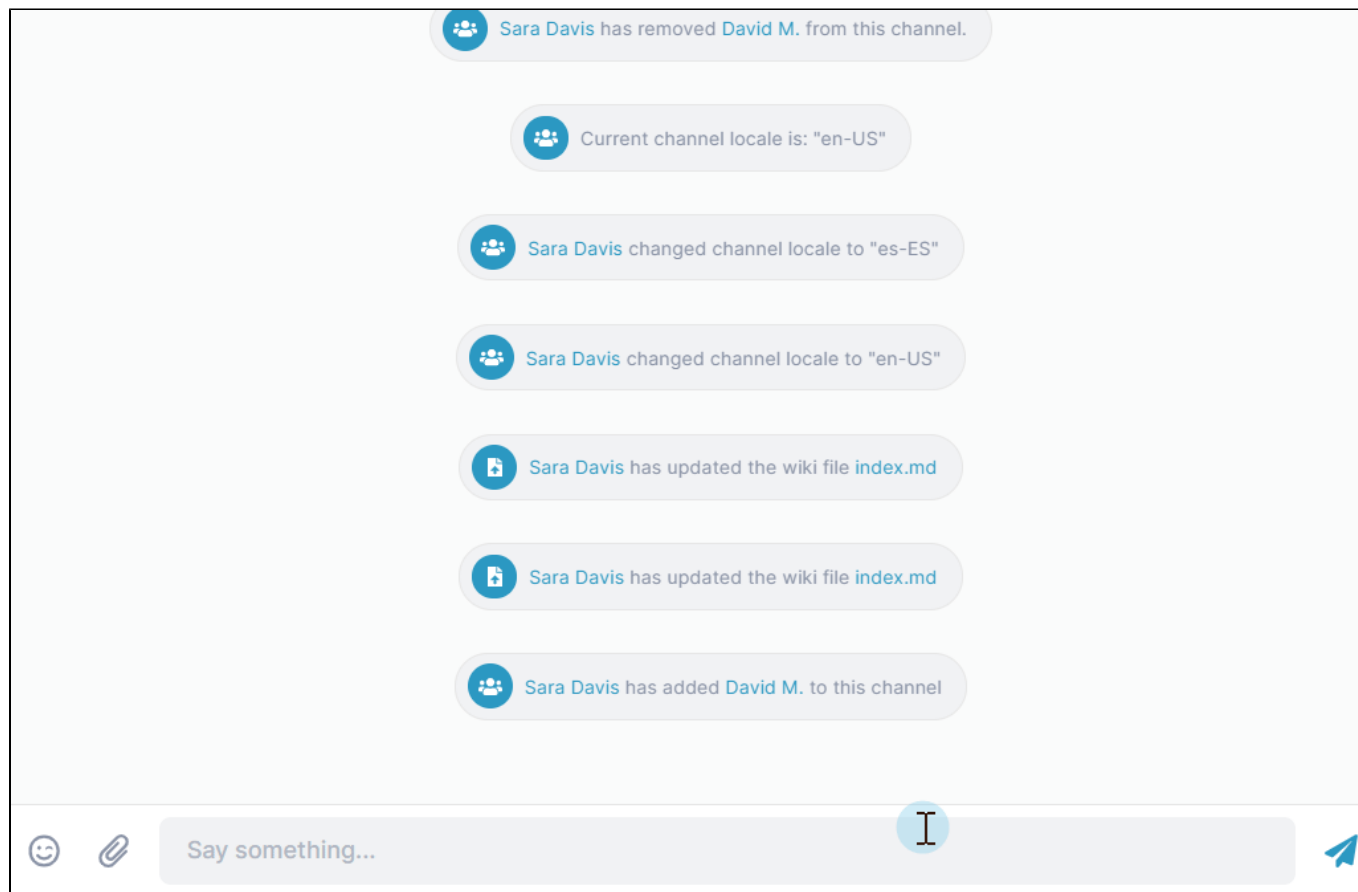 Sara Davis has removed David M. from this channel.
Current channel locale is: "en-US"
Sara Davis changed channel locale to "es-ES"
Sara Davis changed channel locale to "en-US"
Sara Davis has updated the wiki file index.md
Sara Davis has updated the wiki file index.md
Sara Davis has added David M. to this channel
Say something...